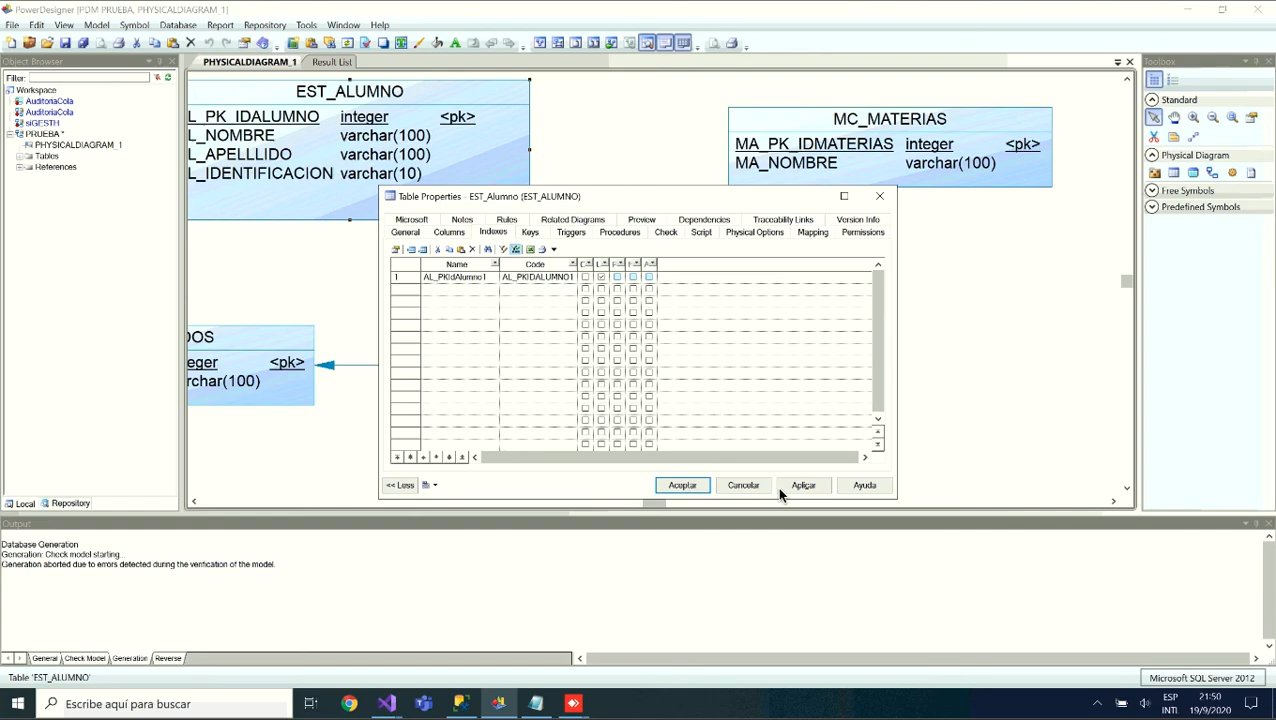 PowerDesigner [PDM PRUEBA, PHYSICALDIAGRAM_1]
File Edit View Model Symbol Database Report Repository Tools Window Help
Object Browser
Filter:
Workspace
AuditoriaCola
AuditoriaCola
siGESTH
PRUEBA *
PHYSICALDIAGRAM_1
Tables
References
Local Repository
PHYSICALDIAGRAM_1 Result List
EST_ALUMNO
L_PK_IDALUMNO integer <pk>
L_NOMBRE varchar(100)
L_APELLLIDO varchar(100)
L_IDENTIFICACION varchar(10)
MC_MATERIAS
MA_PK_IDMATERIAS integer <pk>
MA_NOMBRE varchar(100)
DOS
eger <pk>
rchar(100)
Table Properties - EST_Alumno (EST_ALUMNO)
Microsoft Notes Rules Related Diagrams Preview Dependencies Traceability Links Version Info
General Columns Indexes Keys Triggers Procedures Check Script Physical Options Mapping Permissions
Name Code
1 AL_PKIdAlumno1 AL_PKIDALUMNO1
<< Less Aceptar Cancelar Aplicar Ayuda
Toolbox
Standard
Physical Diagram
Free Symbols
Predefined Symbols
Output
Database Generation
Generation: Check model starting...
Generation aborted due to errors detected during the verification of the model.
General Check Model Generation Reverse
Table 'EST_ALUMNO'
Microsoft SQL Server 2012
Escribe aquí para buscar
ESP
INTL
21:50
19/9/2020